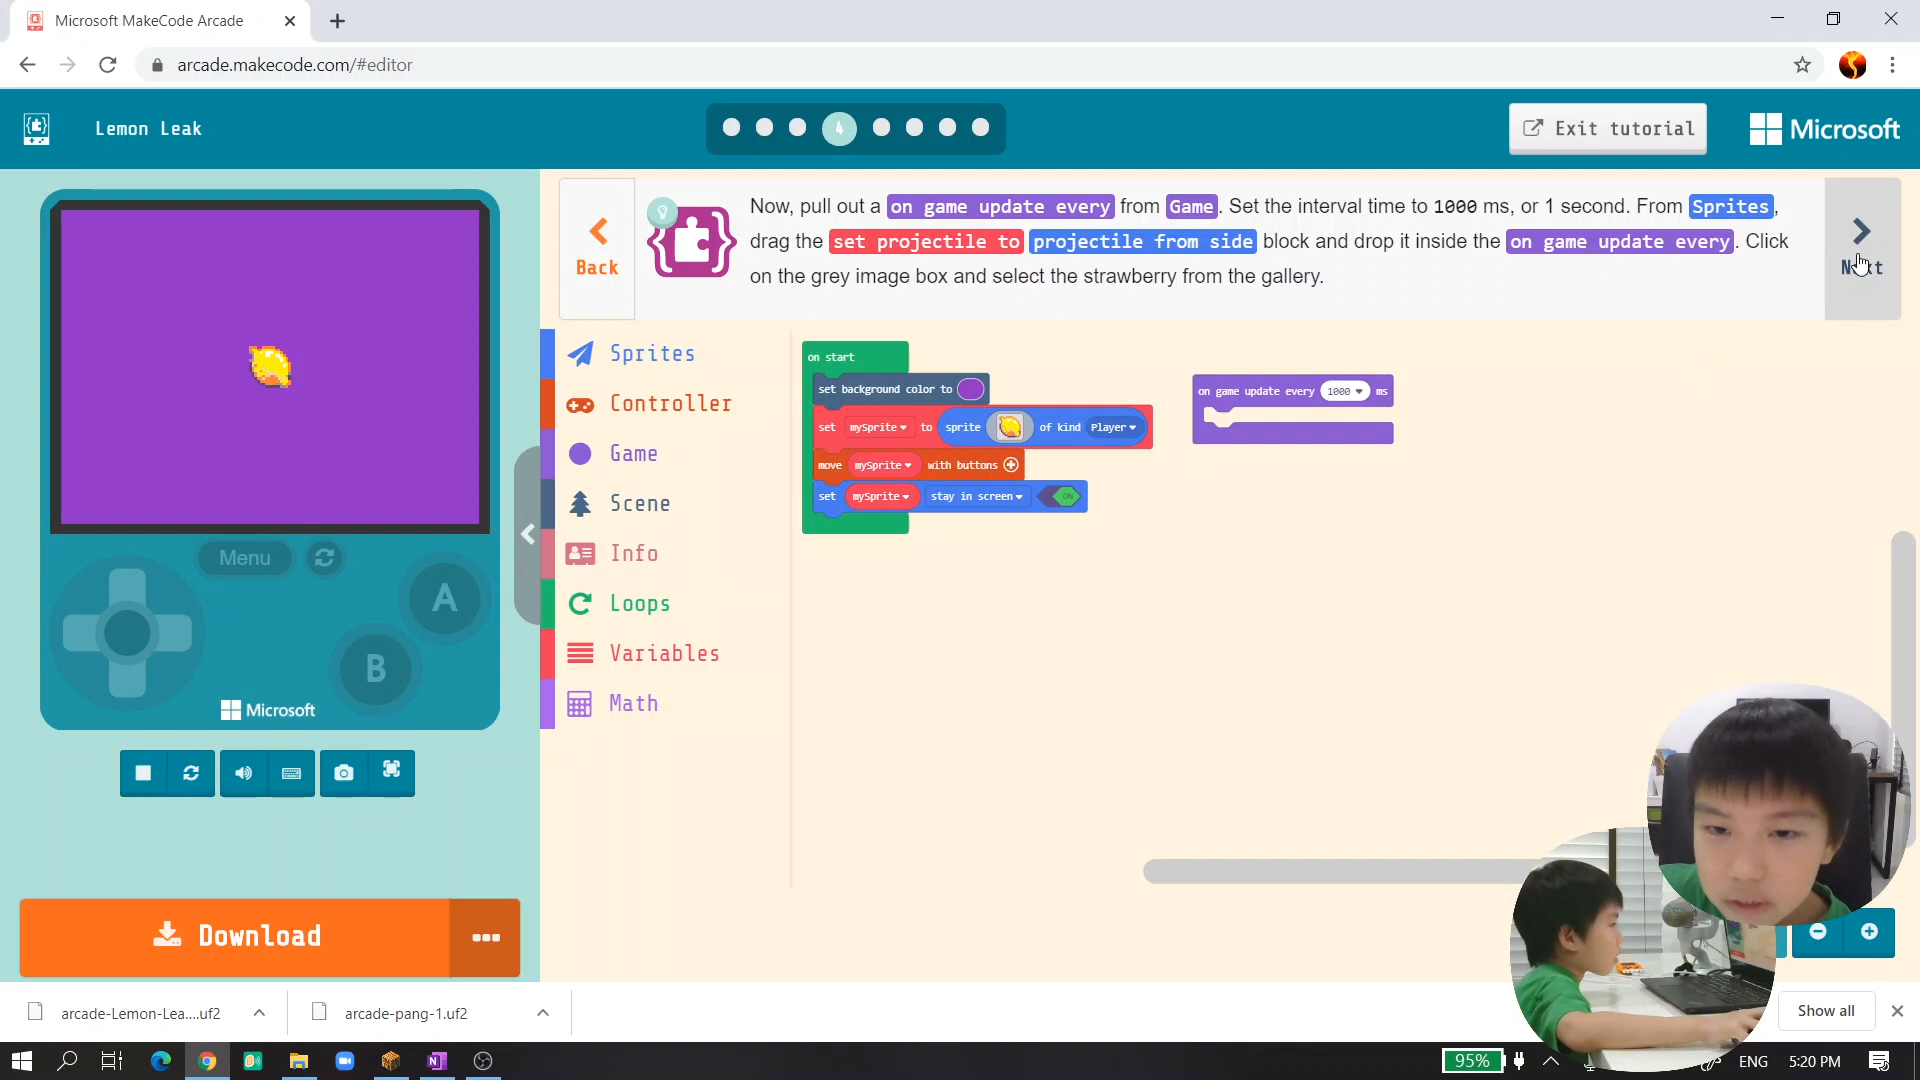 Microsoft MakeCode Arcade
arcade.makecode.com/#editor
Lemon Leak
4
Exit tutorial
Microsoft
Back
Now, pull out a on game update every from Game. Set the interval time to 1000 ms, or 1 second. From Sprites,
drag the set projectile to projectile from side block and drop it inside the on game update every. Click
on the grey image box and select the strawberry from the gallery.
Next
Sprites
Controller
Game
Scene
Info
Loops
Variables
Math
on start
set background color to
set mySprite to sprite of kind Player
move mySprite with buttons
set mySprite stay in screen ON
on game update every 1000 ms
Menu
A
B
Microsoft
Download
arcade-Lemon-Lea....uf2
arcade-pang-1.uf2
Show all
95%
ENG
5:20 PM